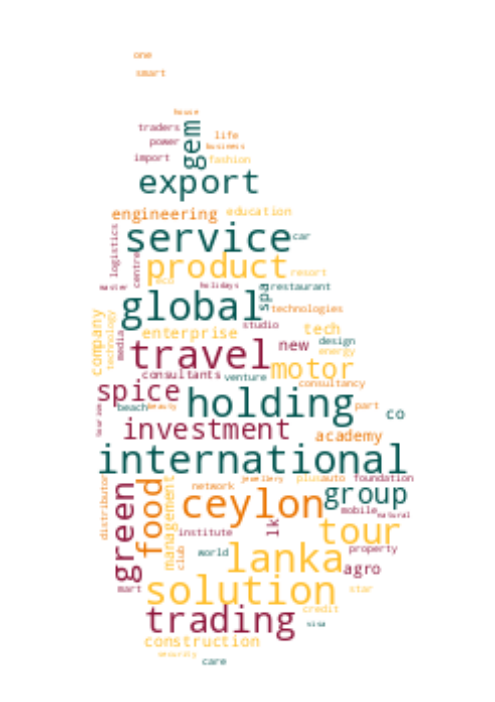 one
smart
house
traders
gem
life
power
business
import
fashion
export
engineering
education
service
car
logistics
centre
product
resort
eco
master
holidays
spa
restaurant
global
technologies
company
technology
media
enterprise
studio
tech
travel
new
design
energy
consultants
venture
motor
consultancy
spice
beach
beauty
holding
part
co
tourism
investment
academy
international
distributor
green
food
management
network
jewellery
plus
auto
foundation
ceylon
group
mobile
natural
institute
lk
tour
club
world
lanka
property
agro
mart
solution
star
trading
credit
visa
construction
security
care